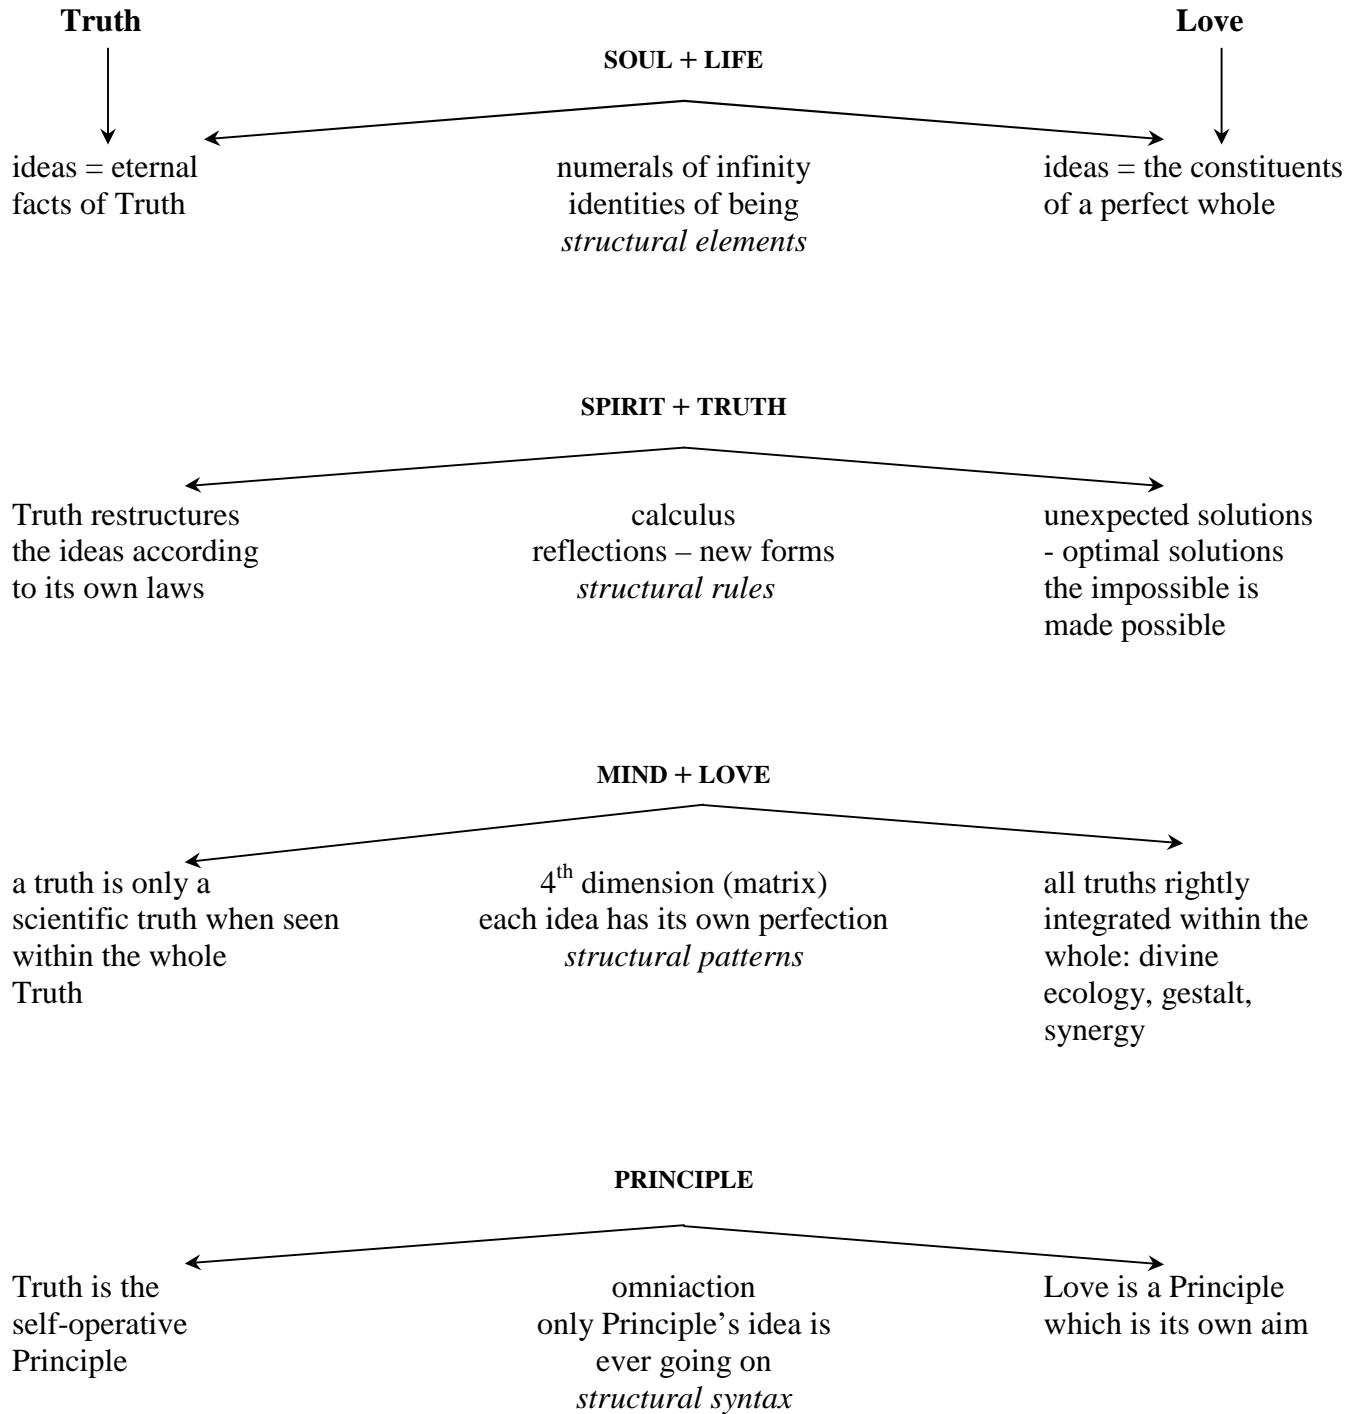 Truth
Love
SOUL + LIFE
ideas = eternal
facts of Truth
numerals of infinity
identities of being
structural elements
ideas = the constituents
of a perfect whole
SPIRIT + TRUTH
Truth restructures
the ideas according
to its own laws
calculus
reflections – new forms
structural rules
unexpected solutions
- optimal solutions
the impossible is
made possible
MIND + LOVE
a truth is only a
scientific truth when seen
within the whole
Truth
4th dimension (matrix)
each idea has its own perfection
structural patterns
all truths rightly
integrated within the
whole: divine
ecology, gestalt,
synergy
PRINCIPLE
Truth is the
self-operative
Principle
omniaction
only Principle’s idea is
ever going on
structural syntax
Love is a Principle
which is its own aim